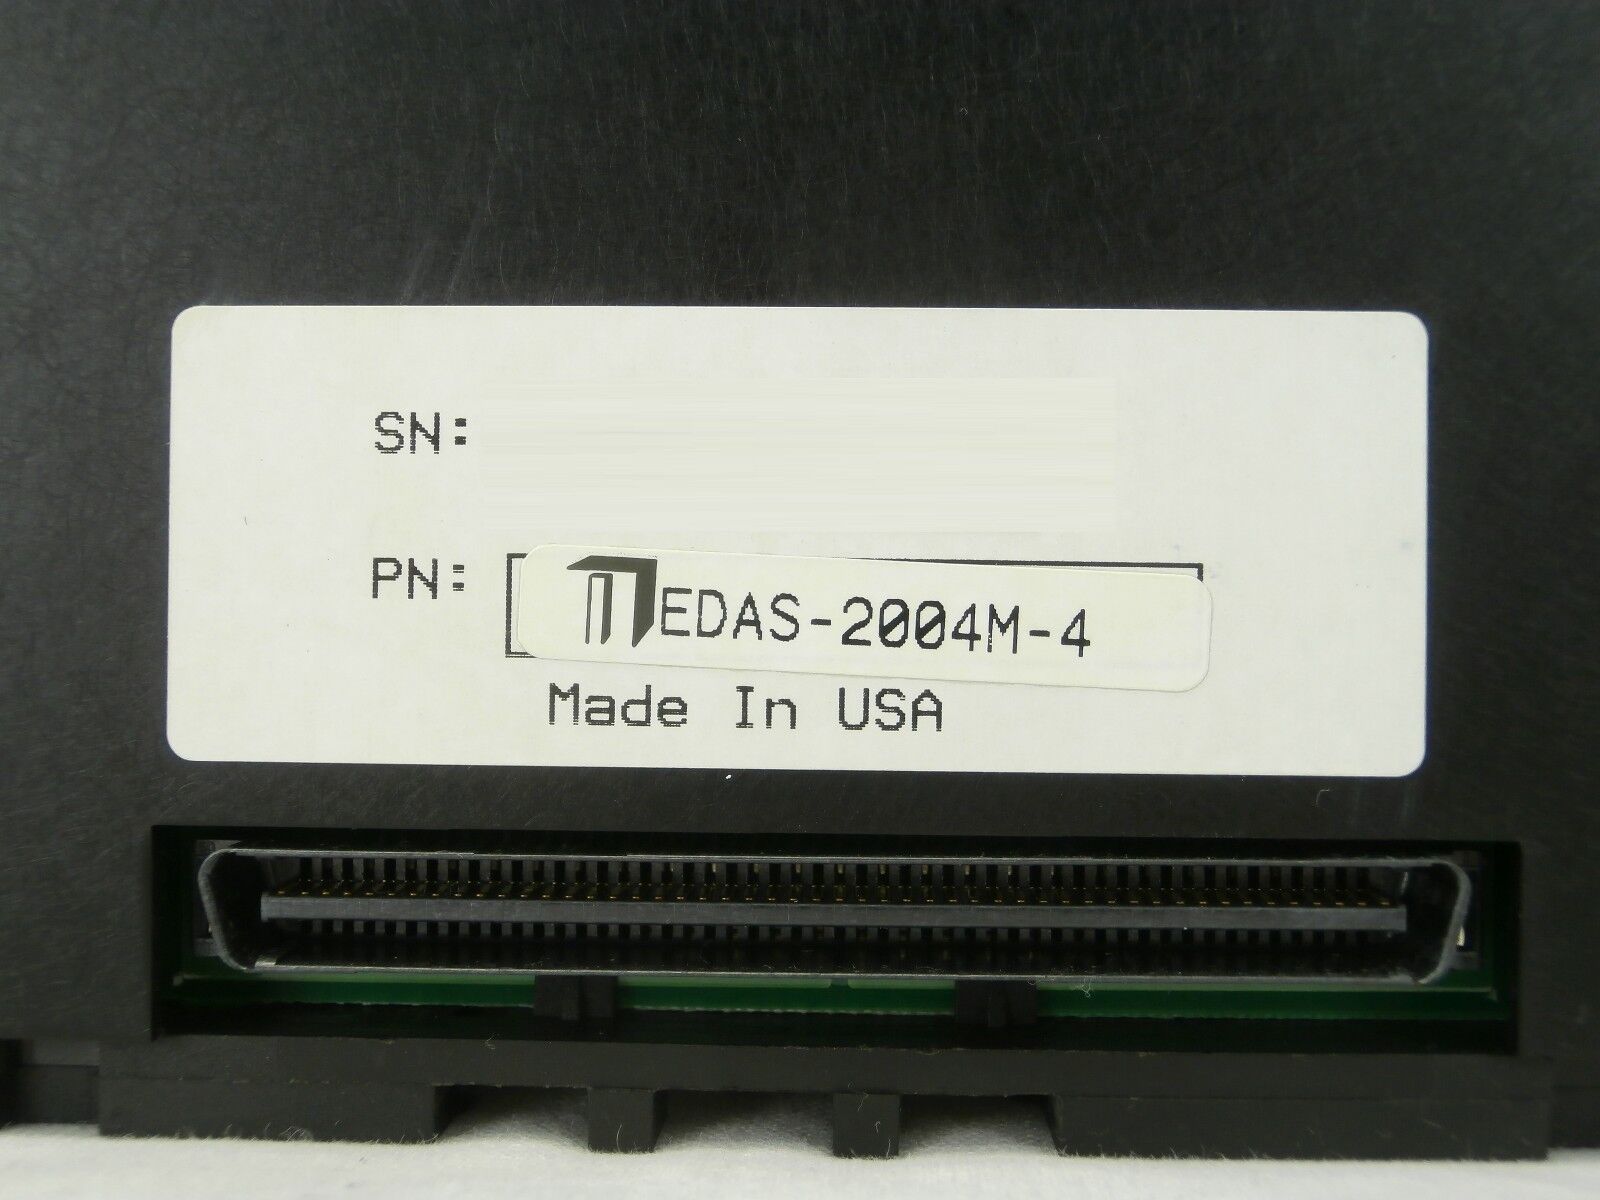 SN:
PN: EDAS-2004M-4
Made In USA